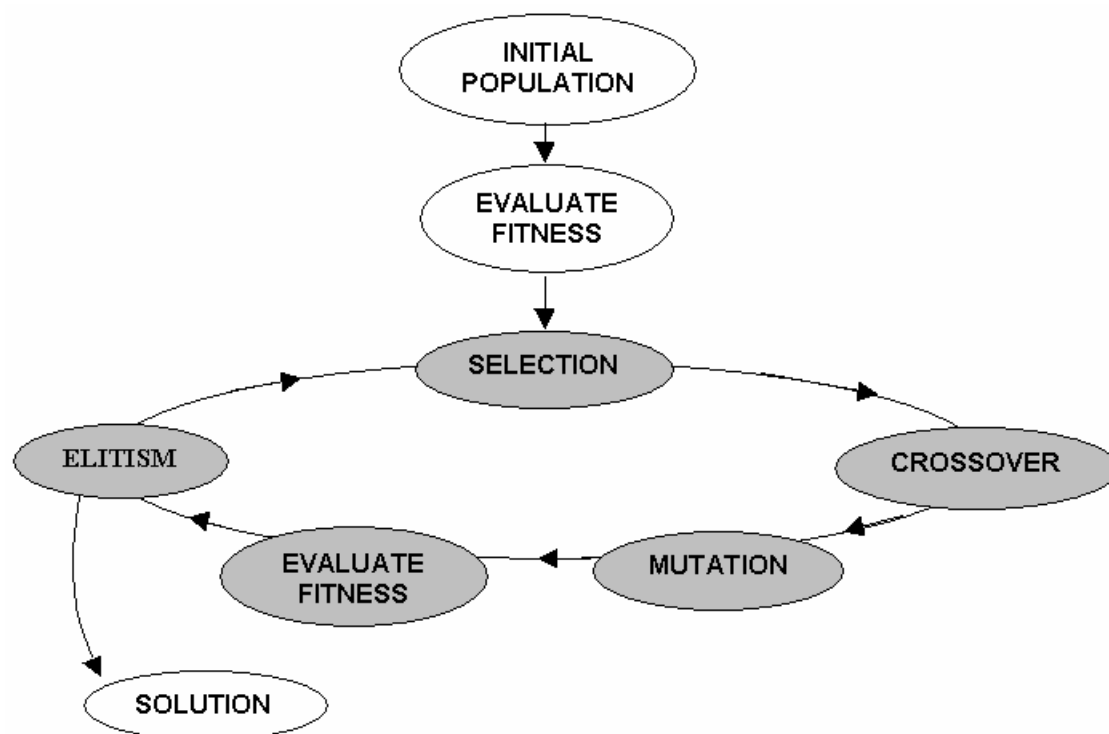 INITIAL
POPULATION
EVALUATE
FITNESS
SELECTION
ELITISM
CROSSOVER
EVALUATE
FITNESS
MUTATION
SOLUTION